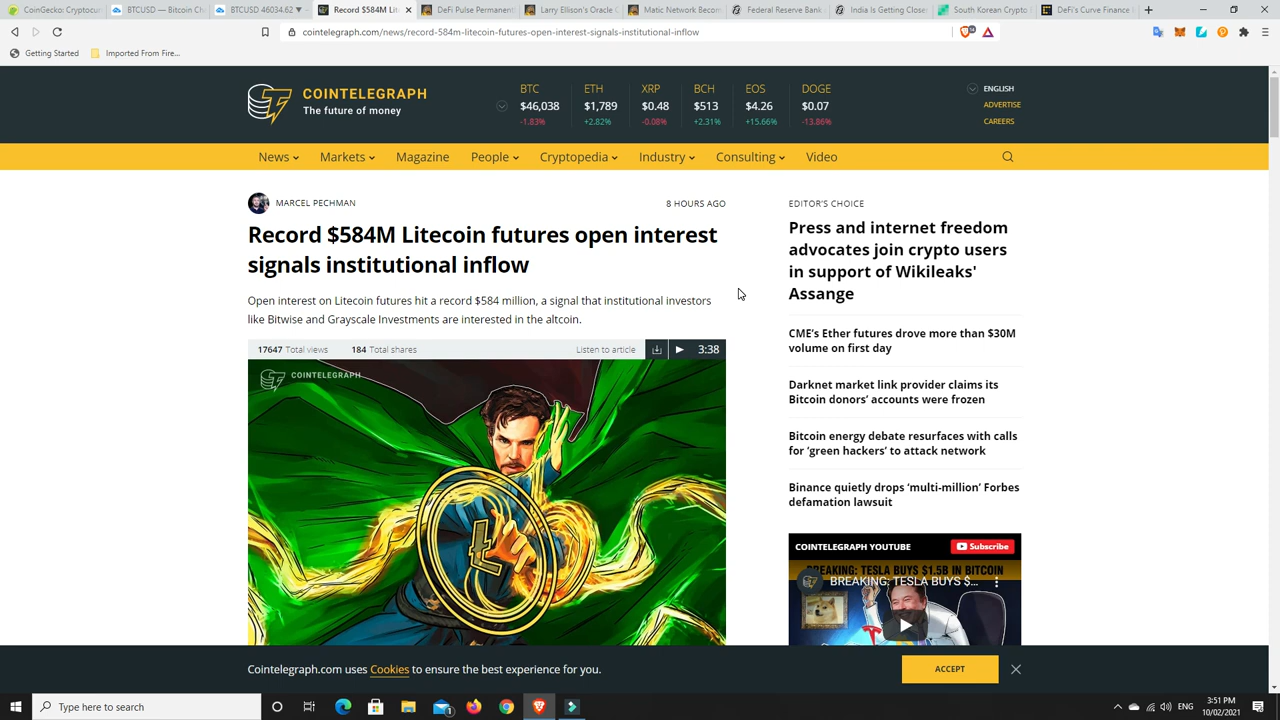 CoinGecko: Cryptocur
BTCUSD — Bitcoin Ch
BTCUSD 46034.62 ▼
Record $584M Lite
DeFi Pulse Permanent
Larry Ellison's Oracle C
Matic Network Becom
Federal Reserve Bank
India Is Getting Close
South Korean Crypto
DeFi's Curve Finance
cointelegraph.com/news/record-584m-litecoin-futures-open-interest-signals-institutional-inflow
Getting Started
Imported From Fire...
COINTELEGRAPH
The future of money
BTC ETH XRP BCH EOS DOGE
$46,038 $1,789 $0.48 $513 $4.26 $0.07
-1.83% +2.82% -0.08% +2.31% +15.66% -13.86%
ENGLISH
ADVERTISE
CAREERS
News Markets Magazine People Cryptopedia Industry Consulting Video
MARCEL PECHMAN
8 HOURS AGO
Record $584M Litecoin futures open interest
signals institutional inflow
Open interest on Litecoin futures hit a record $584 million, a signal that institutional investors
like Bitwise and Grayscale Investments are interested in the altcoin.
17647 Total views 184 Total shares Listen to article 3:38
COINTELEGRAPH
EDITOR'S CHOICE
Press and internet freedom
advocates join crypto users
in support of Wikileaks'
Assange
CME's Ether futures drove more than $30M
volume on first day
Darknet market link provider claims its
Bitcoin donors' accounts were frozen
Bitcoin energy debate resurfaces with calls
for 'green hackers' to attack network
Binance quietly drops 'multi-million' Forbes
defamation lawsuit
COINTELEGRAPH YOUTUBE
Subscribe
BREAKING: TESLA BUYS $1.5B IN BITCOIN
BREAKING: TESLA BUYS $...
Cointelegraph.com uses Cookies to ensure the best experience for you.
ACCEPT
Type here to search
3:51 PM
10/02/2021